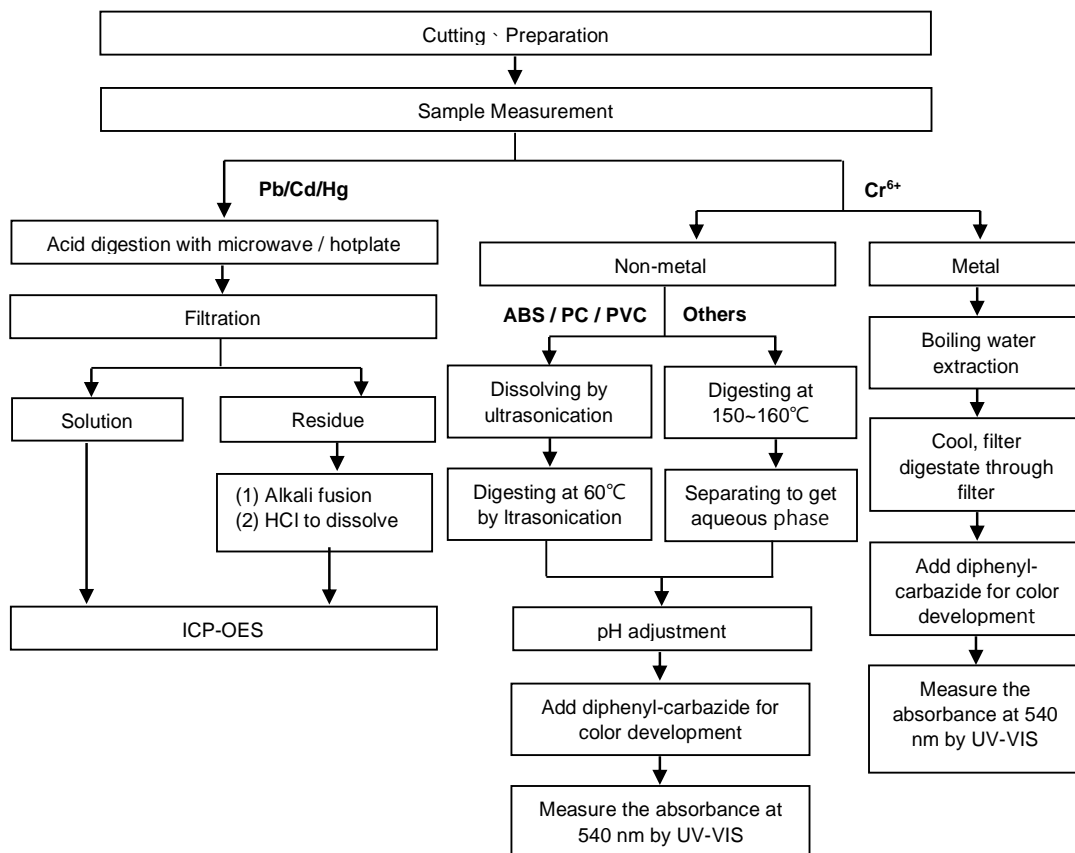 Cutting、Preparation
Sample Measurement
Pb/Cd/Hg
Cr6+
Acid digestion with microwave / hotplate
Non-metal
Metal
Filtration
ABS / PC / PVC
Others
Boiling water
extraction
Solution
Residue
Dissolving by
ultrasonication
Digesting at
150~160℃
Cool, filter
digestate through
filter
(1) Alkali fusion
(2) HCl to dissolve
Digesting at 60℃
by ltrasonication
Separating to get
aqueous phase
Add diphenyl-
carbazide for color
development
ICP-OES
pH adjustment
Measure the
absorbance at 540
nm by UV-VIS
Add diphenyl-carbazide for
color development
Measure the absorbance at
540 nm by UV-VIS